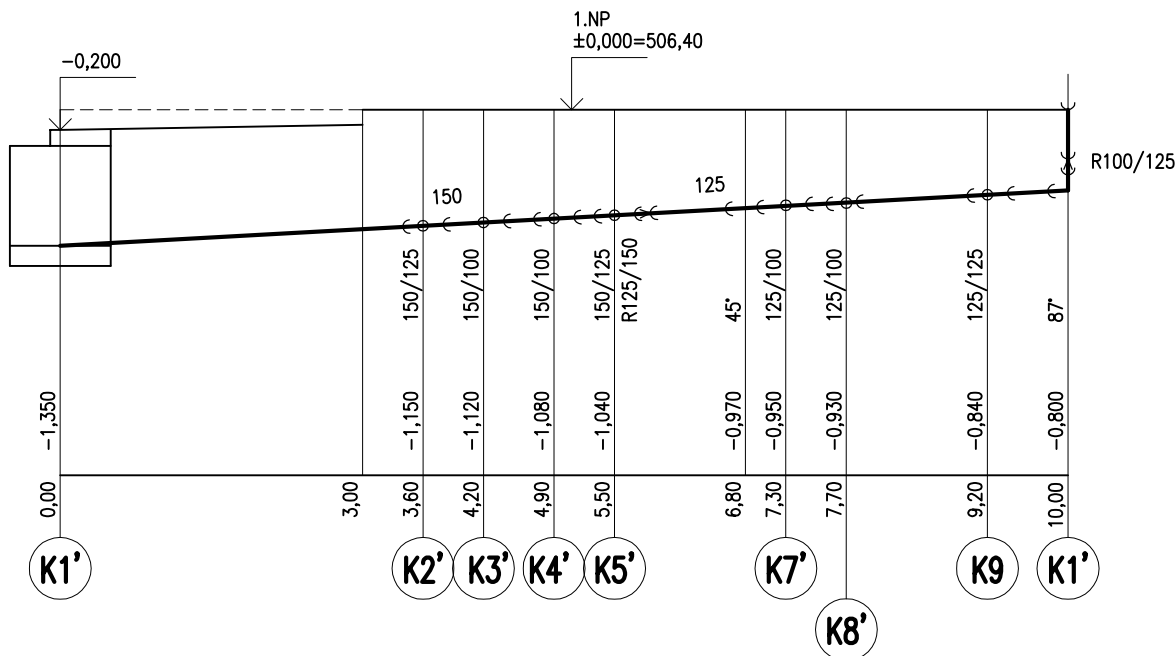 1.NP
±0,000=506,40
-0,200
R100/125
150
125
150/125
150/100
150/100
150/125
R125/150
45°
125/100
125/100
125/125
87°
-1,350
-1,150
-1,120
-1,080
-1,040
-0,970
-0,950
-0,930
-0,840
-0,800
0,00
3,00
3,60
4,20
4,90
5,50
6,80
7,30
7,70
9,20
10,00
K1'
K2'
K3'
K4'
K5'
K7'
K9
K1'
K8'